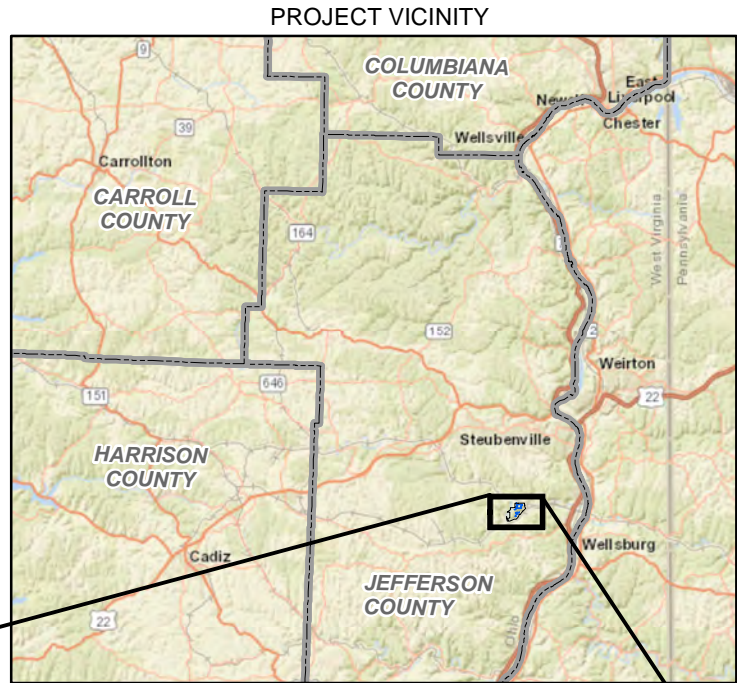 PROJECT VICINITY
9
COLUMBIANA
COUNTY
East
Liverpool
Chester
39
Wellsville
Carrollton
CARROLL
COUNTY
164
West Virginia
Pennsylvania
152
2
Weirton
646
151
22
Steubenville
HARRISON
COUNTY
Cadiz
Wellsburg
JEFFERSON
COUNTY
22
Ohio